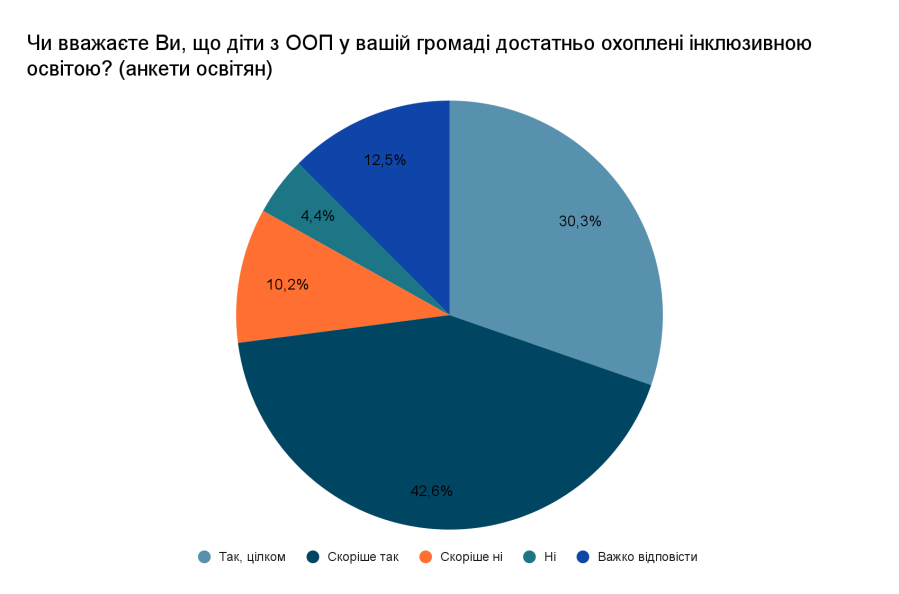 Чи вважаєте Ви, що діти з ООП у вашій громаді достатньо охоплені інклюзивною
освітою? (анкети освітян)
12,5%
30,3%
4,4%
10,2%
42,6%
Так, цілком
Скоріше так
Скоріше ні
Ні
Важко відповісти